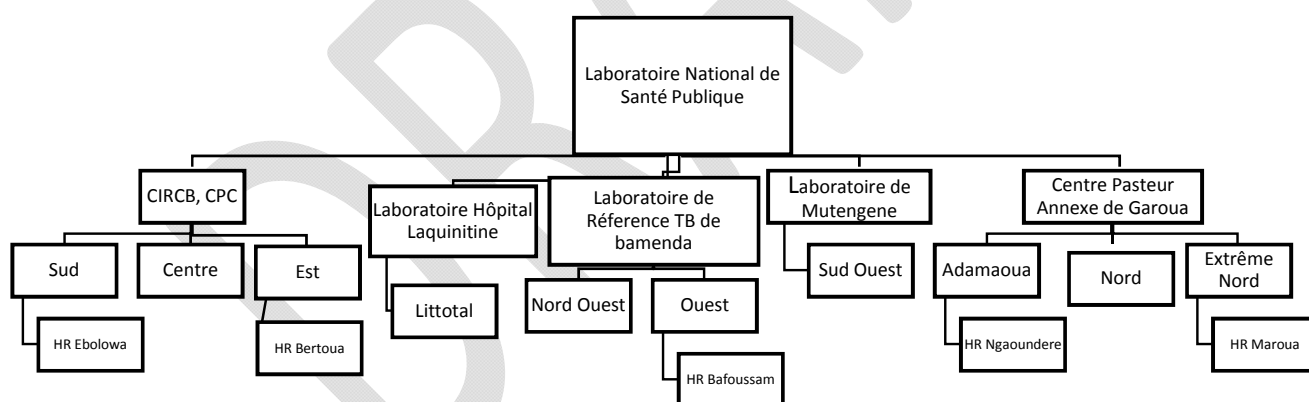 Laboratoire National de
Santé Publique
CIRCB, CPC
Laboratoire Hôpital
Laquinitine
Laboratoire de
Réference TB de
bamenda
Laboratoire de
Mutengene
Centre Pasteur
Annexe de Garoua
Sud
Centre
Est
Littotal
Nord Ouest
Ouest
Sud Ouest
Adamaoua
Nord
Extrême
Nord
HR Ebolowa
HR Bertoua
HR Bafoussam
HR Ngaoundere
HR Maroua